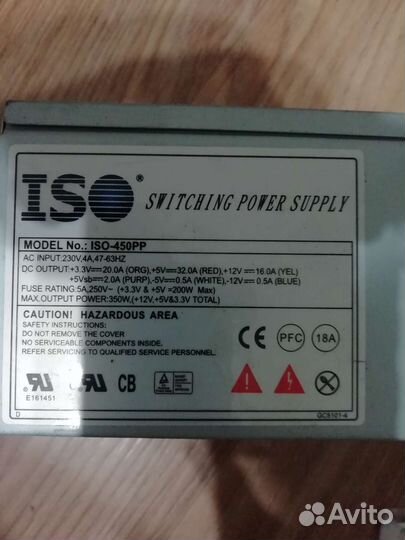 ISO SWITCHING POWER SUPPLY
MODEL No.: ISO-450PP
AC INPUT:230V,4A,47-63HZ
DC OUTPUT:+3.3V⎓20.0A (ORG),+5V⎓32.0A (RED),+12V⎓16.0A (YEL)
+5Vsb⎓2.0A (PURP),-5V⎓0.5A (WHITE),-12V⎓0.5A (BLUE)
FUSE RATING:5A,250V~ (+3.3V & +5V =200W Max)
MAX.OUTPUT POWER:350W,(+12V,+5V&3.3V TOTAL)
CAUTION! HAZARDOUS AREA
SAFETY INSTRUCTIONS:
DO NOT REMOVE THE COVER
NO SERVICEABLE COMPONENTS INSIDE
REFER TO QUALIFIED SERVICE PERSONNEL
CE PFC 18A
UR UR CB
E161451
D GCS101-4
Avito